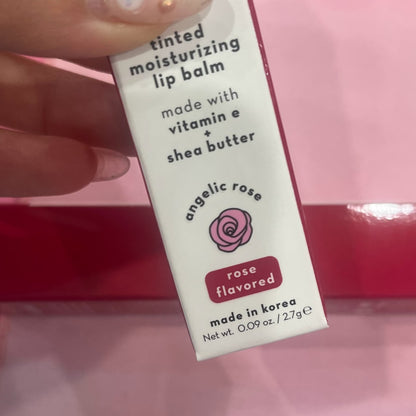 tinted
moisturizing
lip balm
made with
vitamin e
+
shea butter
angelic rose
rose
flavored
made in korea
Net wt. 0.09 oz. / 2.7g℮